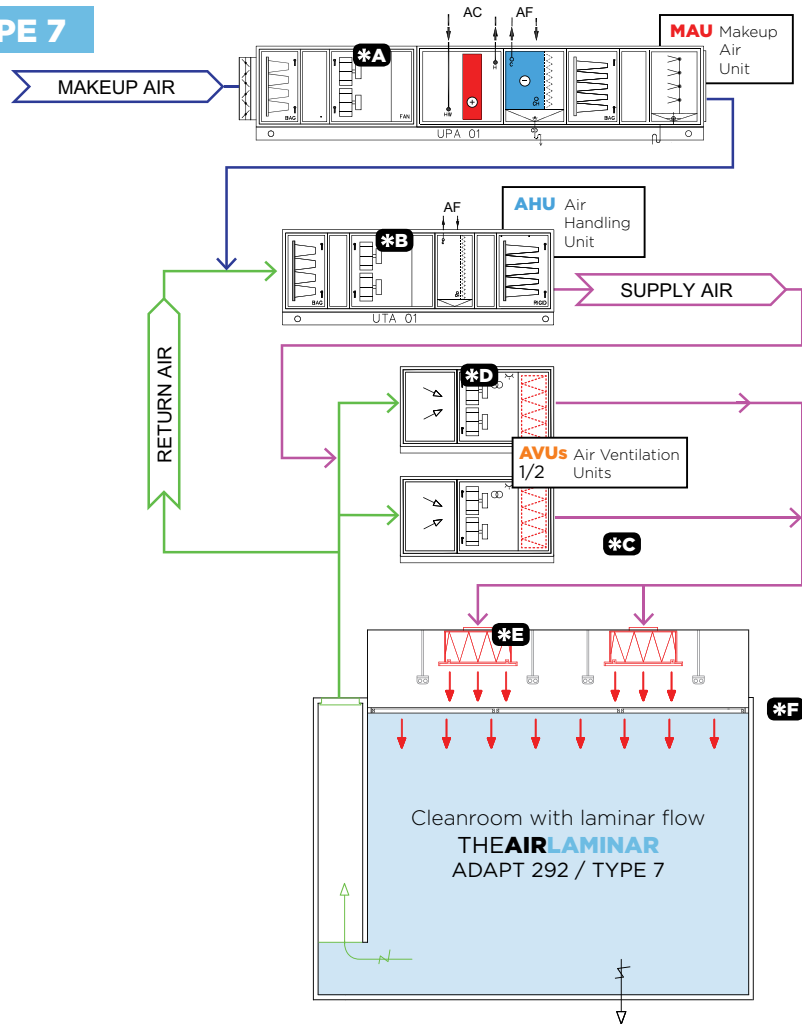 PE 7
AC AF
MAU Makeup
Air
Unit
*A
MAKEUP AIR
BAG FAN HW H C BAG
UPA 01
AF
AHU Air
Handling
Unit
*B
BAG RIGID
UTA 01
SUPPLY AIR
RETURN AIR
*D
AVUs Air Ventilation
1/2 Units
*C
*E
*F
Cleanroom with laminar flow
THEAIRLAMINAR
ADAPT 292 / TYPE 7